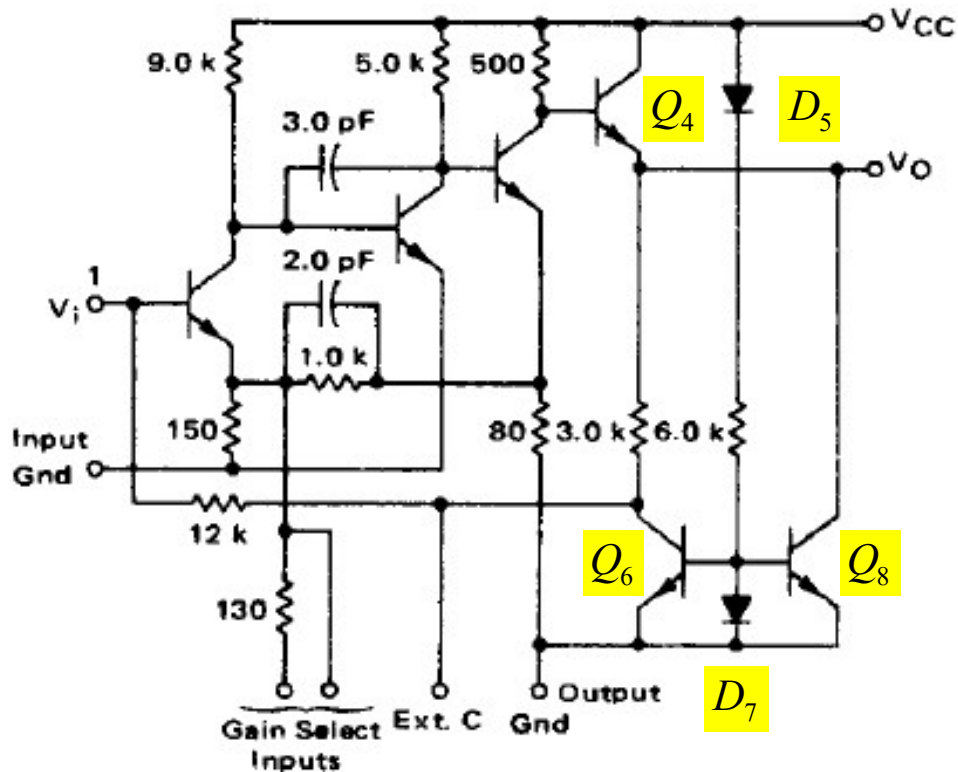 VCC
9.0 k
5.0 k
500
Q4
D5
3.0 pF
VO
2.0 pF
1
Vi
1.0 k
150
80
3.0 k
6.0 k
Input
Gnd
12 k
Q6
Q8
130
Output
Gnd
Ext. C
D7
Gain Select
Inputs